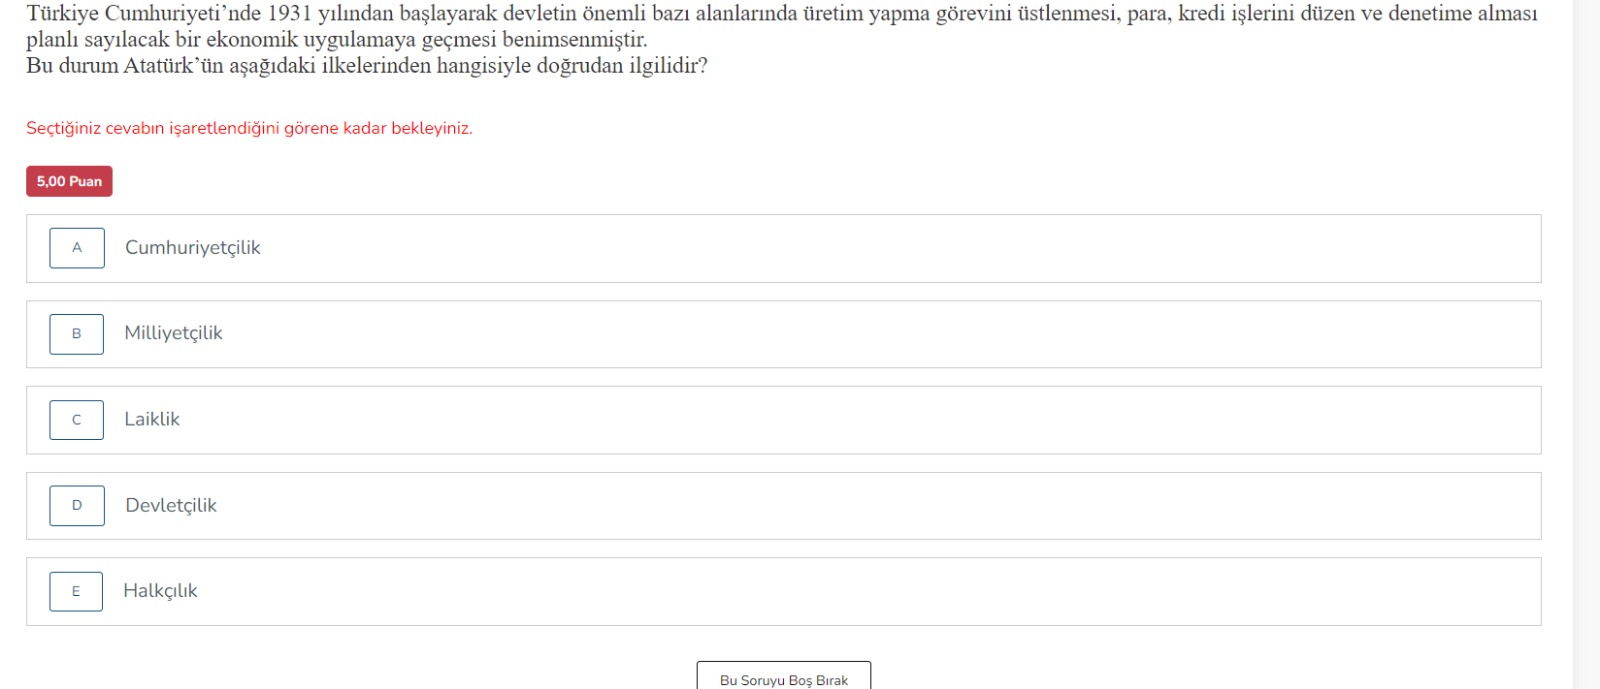 Türkiye Cumhuriyeti’nde 1931 yılından başlayarak devletin önemli bazı alanlarında üretim yapma görevini üstlenmesi, para, kredi işlerini düzen ve denetime alması
planlı sayılacak bir ekonomik uygulamaya geçmesi benimsenmiştir.
Bu durum Atatürk’ün aşağıdaki ilkelerinden hangisiyle doğrudan ilgilidir?
Seçtiğiniz cevabın işaretlendiğini görene kadar bekleyiniz.
5,00 Puan
A Cumhuriyetçilik
B Milliyetçilik
C Laiklik
D Devletçilik
E Halkçılık
Bu Soruyu Boş Bırak